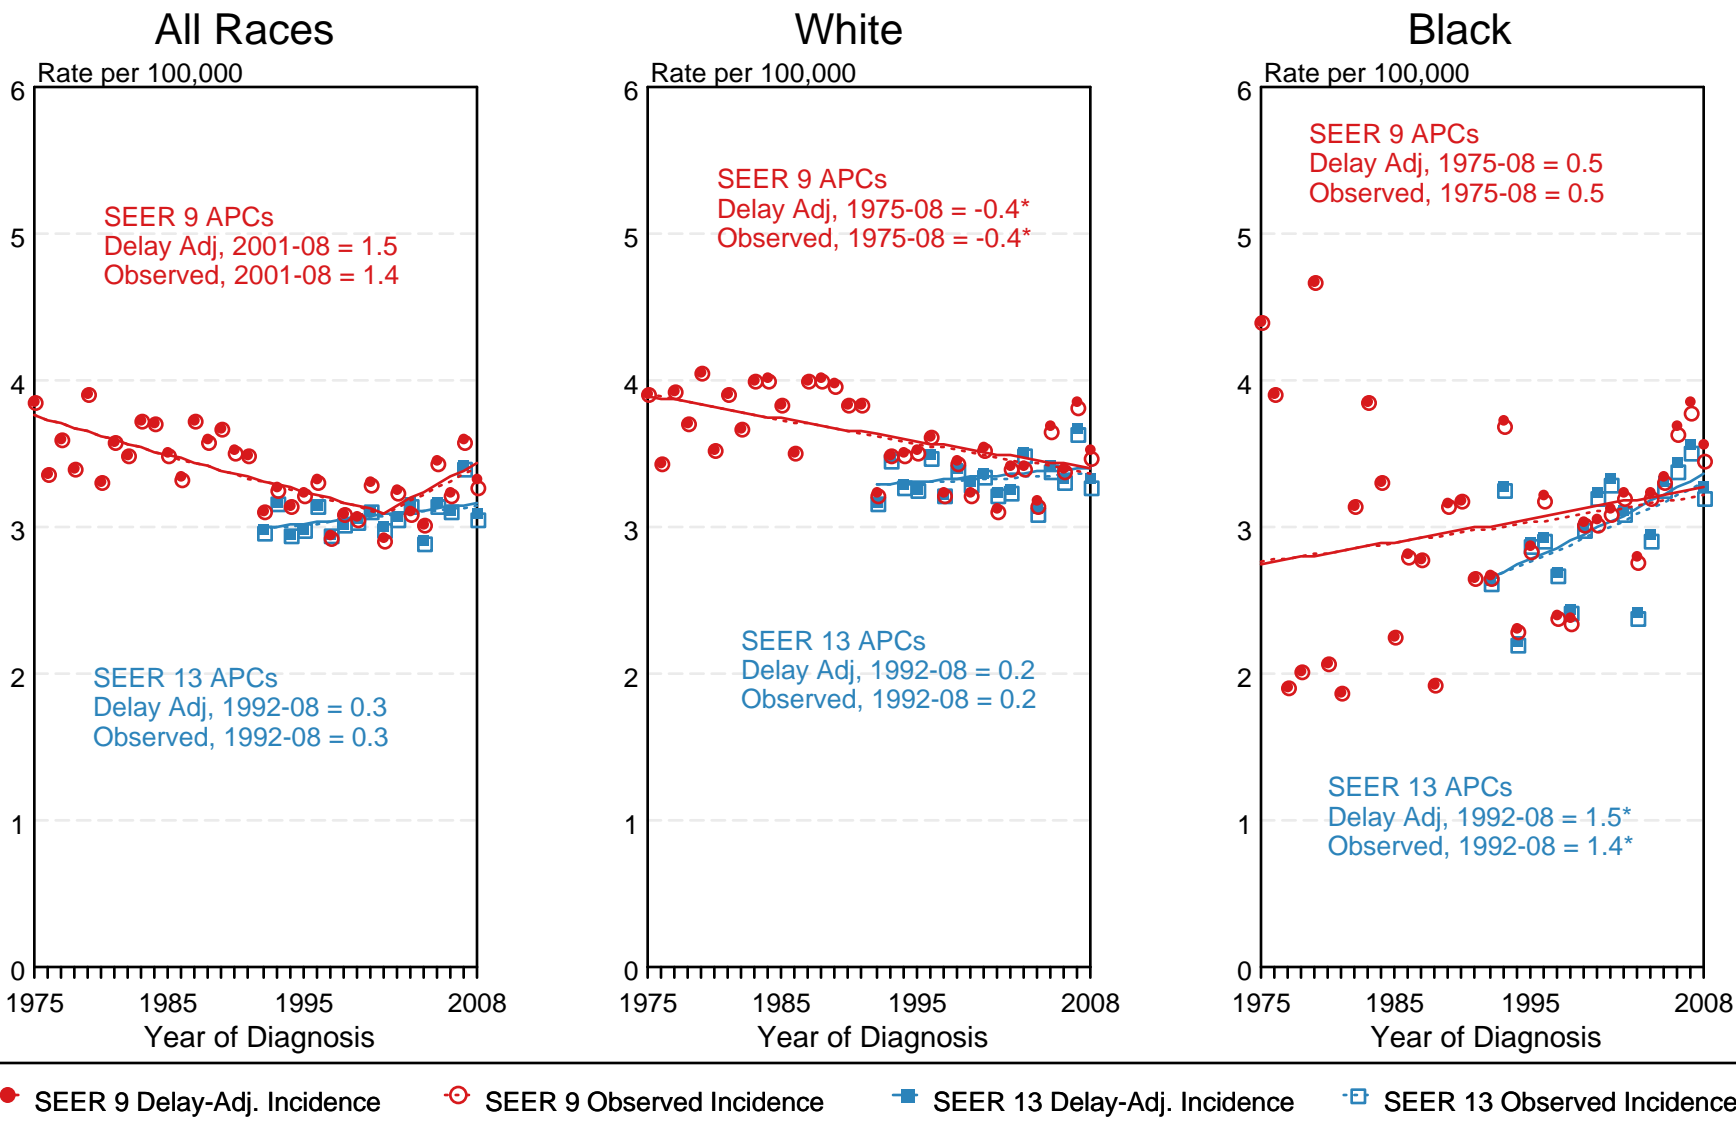 All Races
Rate per 100,000
6
5
4
3
2
1
0
SEER 9 APCs
Delay Adj, 2001-08 = 1.5
Observed, 2001-08 = 1.4
SEER 13 APCs
Delay Adj, 1992-08 = 0.3
Observed, 1992-08 = 0.3
1975 1985 1995 2008
Year of Diagnosis
White
Rate per 100,000
6
5
4
3
2
1
0
SEER 9 APCs
Delay Adj, 1975-08 = -0.4*
Observed, 1975-08 = -0.4*
SEER 13 APCs
Delay Adj, 1992-08 = 0.2
Observed, 1992-08 = 0.2
1975 1985 1995 2008
Year of Diagnosis
Black
Rate per 100,000
6
5
4
3
2
1
0
SEER 9 APCs
Delay Adj, 1975-08 = 0.5
Observed, 1975-08 = 0.5
SEER 13 APCs
Delay Adj, 1992-08 = 1.5*
Observed, 1992-08 = 1.4*
1975 1985 1995 2008
Year of Diagnosis
SEER 9 Delay-Adj. Incidence
SEER 9 Observed Incidence
SEER 13 Delay-Adj. Incidence
SEER 13 Observed Incidence